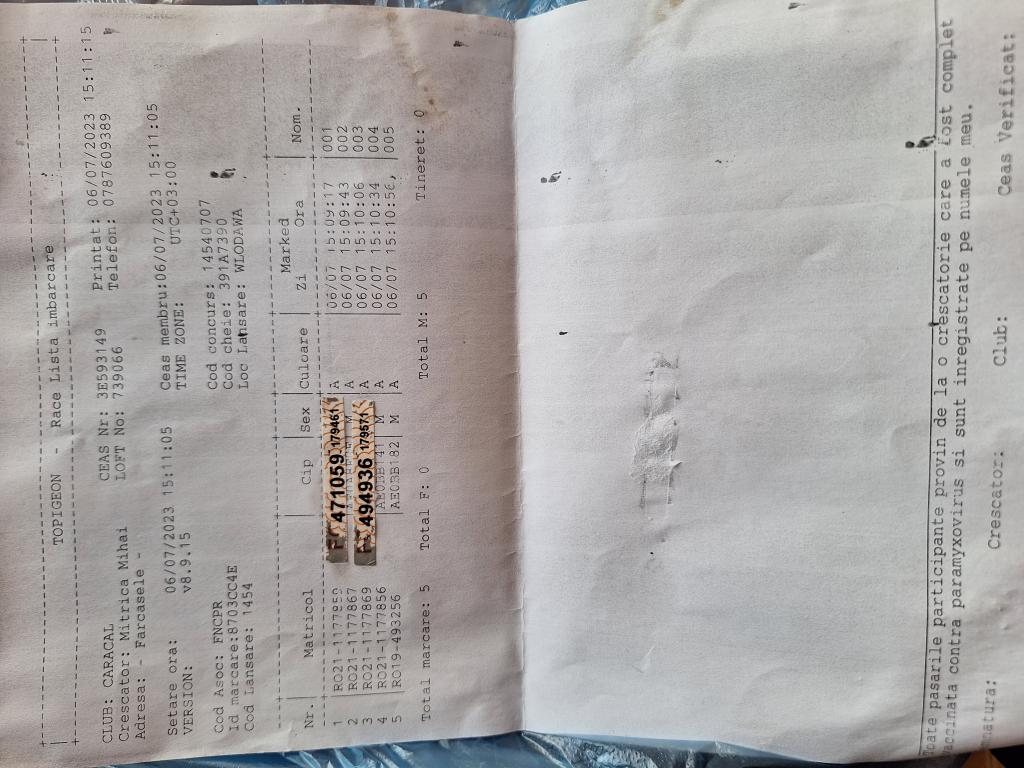 TOPIGEON - Race Lista imbarcare
CLUB: CARACAL CEAS Nr: 3E593149 Printat: 06/07/2023 15:11:15
Crescator: Mitrica Mihai LOFT No: 739066 Telefon: 0787609389
Adresa: - Farcasele -
Setare ora: 06/07/2023 15:11:05 Ceas membru:06/07/2023 15:11:05
VERSION: v8.9.15 TIME ZONE: UTC+03:00
Cod Asoc: FNCPR Cod concurs: 14540707
Id marcare:8703CC4E Cod cheie: 391A7390
Cod Lansare: 1454 Loc Lansare: WLODAWA
Marked
Nr. | Matricol | Cip | Sex | Culoare | Zi Ora | Nom.
1 | RO21-1177859 471059 179461 A 06/07 15:09:17 |001
2 | RO21-1177867 M |A 06/07 15:09:43 |002
3 | RO21-1177869 494936 179571 A 06/07 15:10:06 |003
4 | RO21-1177856 M |A 06/07 15:10:34 |004
5 | RO19-493256 |AE0BB182 | M |A |06/07 15:10:56, |005
Total marcare: 5 Total F: 0 Total M: 5 Tineret: 0
Toate pasarile participante provin de la o crescatorie care a fost complet
vaccinata contra paramyxovirus si sunt inregistrate pe numele meu.
mnatura: Crescator: Club: Ceas Verificat: